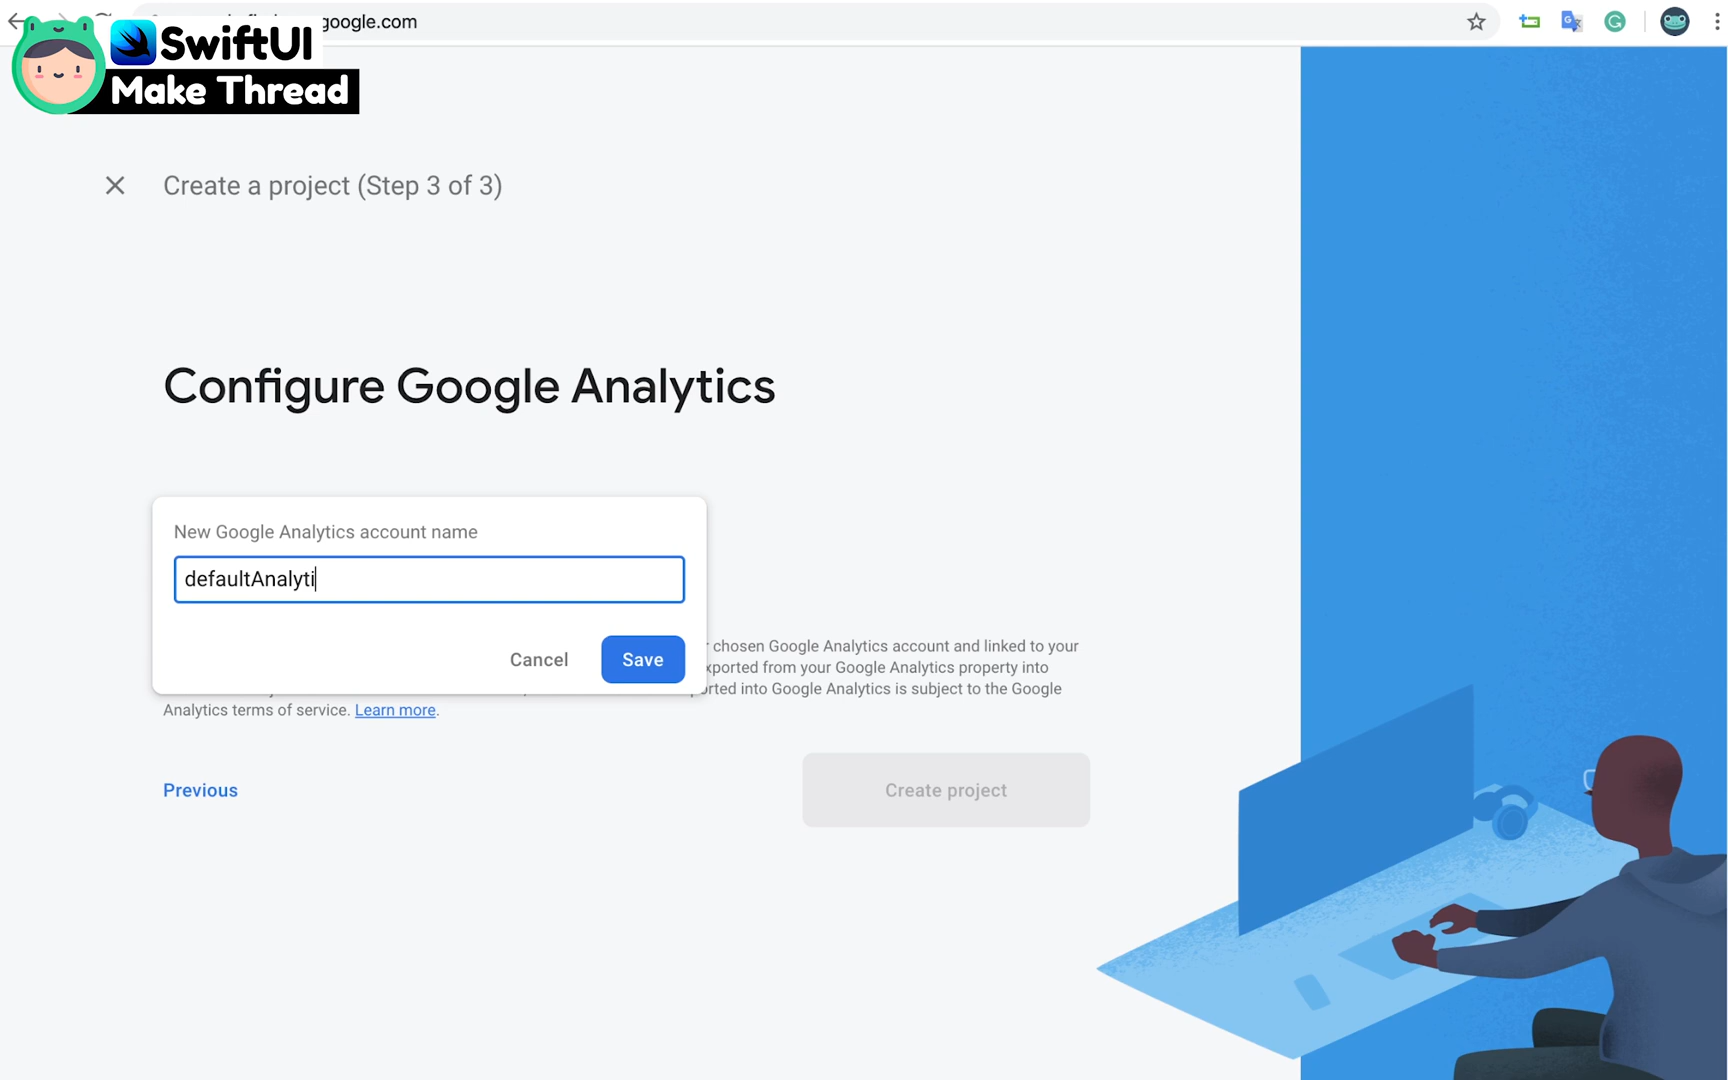 google.com
SwiftUI
Make Thread
Create a project (Step 3 of 3)
Configure Google Analytics
New Google Analytics account name
defaultAnalyti
Cancel
Save
chosen Google Analytics account and linked to your
from your Google Analytics property into
into Google Analytics is subject to the Google
Analytics terms of service. Learn more.
Previous
Create project